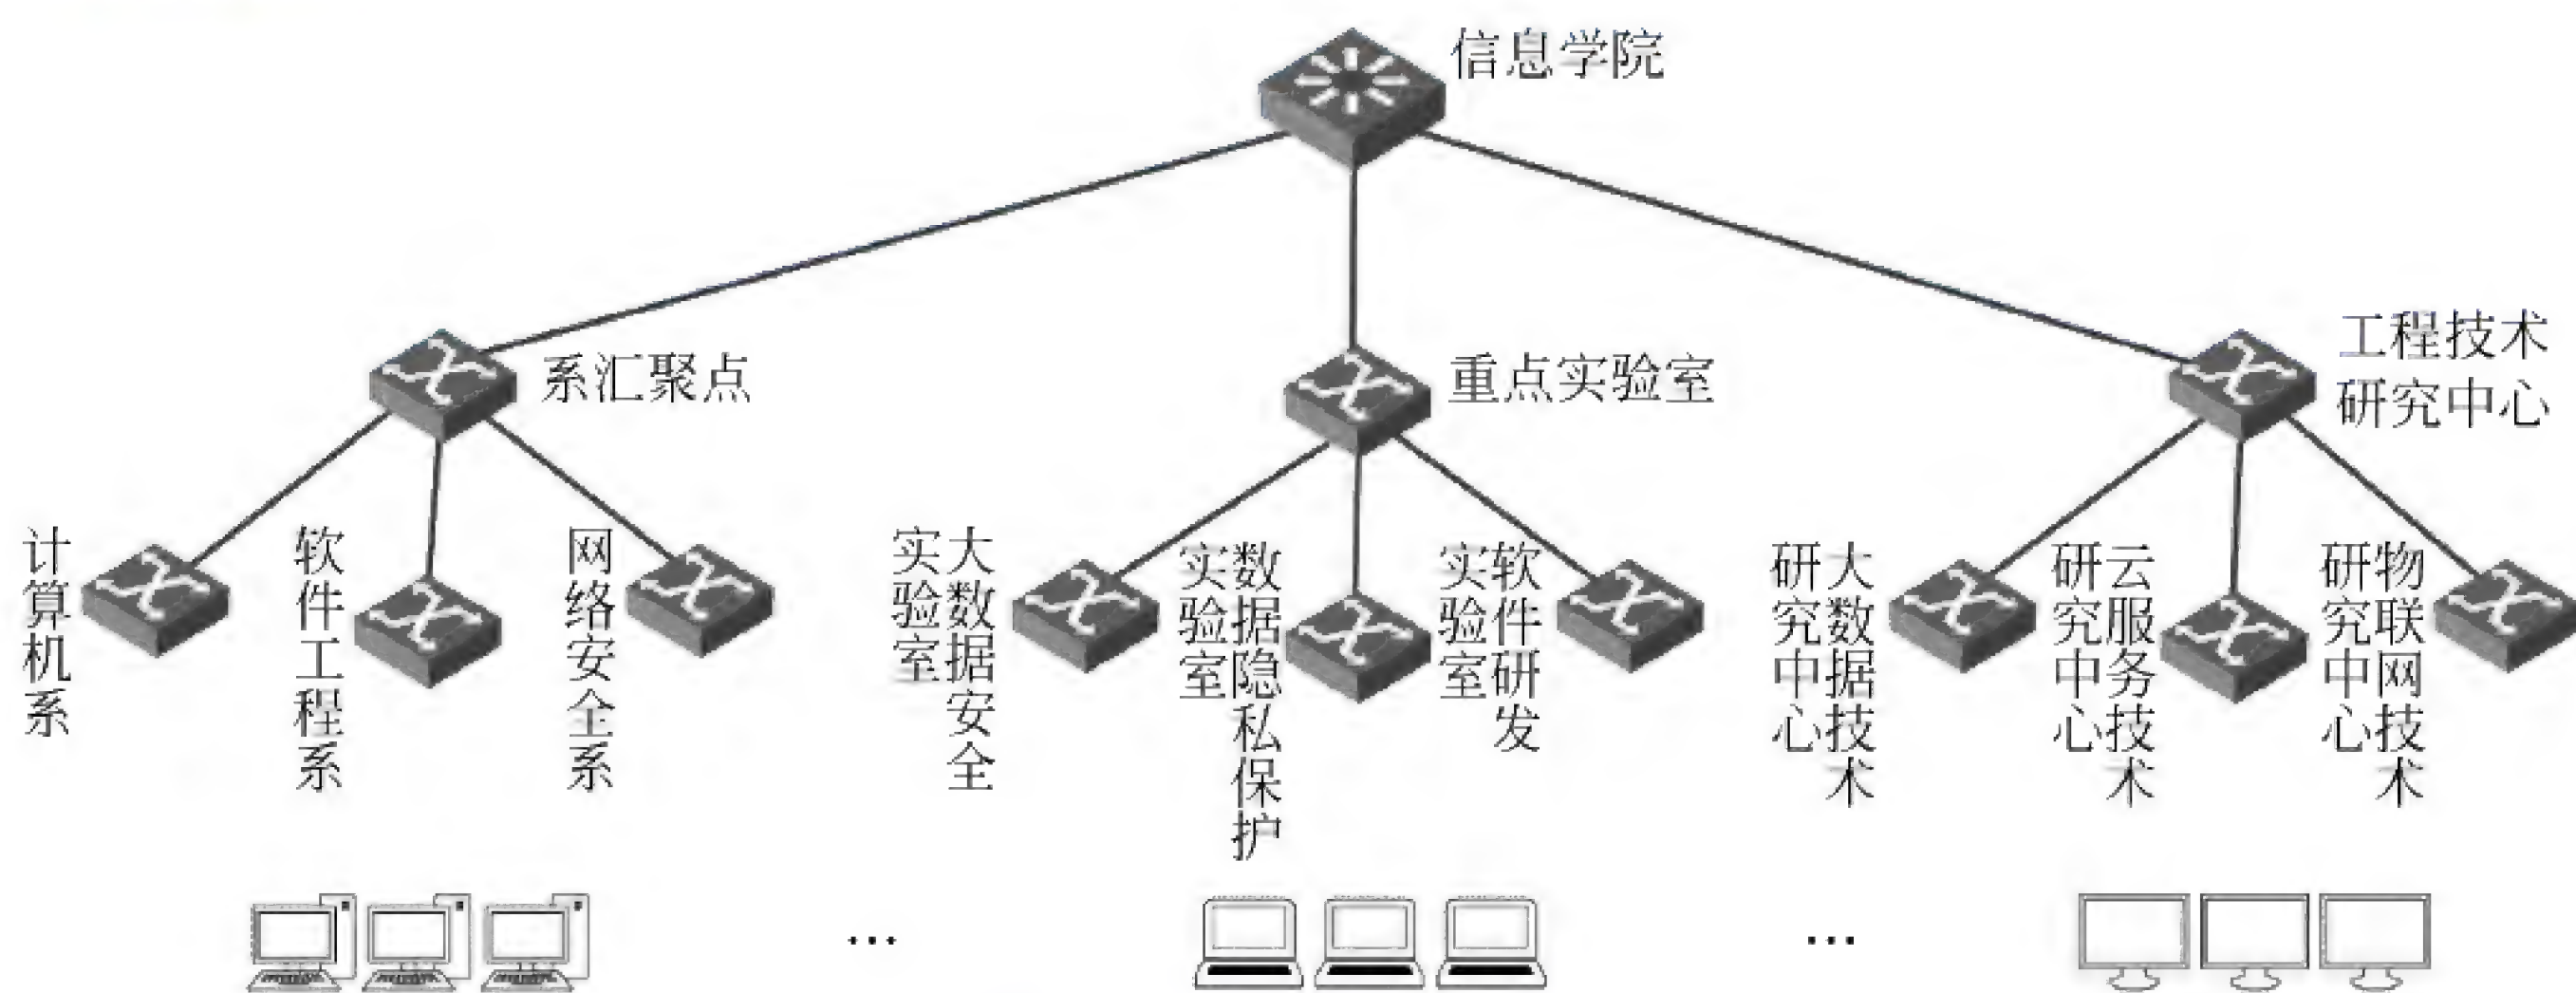 信息学院
系汇聚点
重点实验室
工程技术
研究中心
计算机系
软件工程系
网络安全系
大数据安全
实验室
数据隐私保护
实验室
软件研发
实验室
大数据技术
研究中心
云服务技术
研究中心
物联网技术
研究中心
...
...